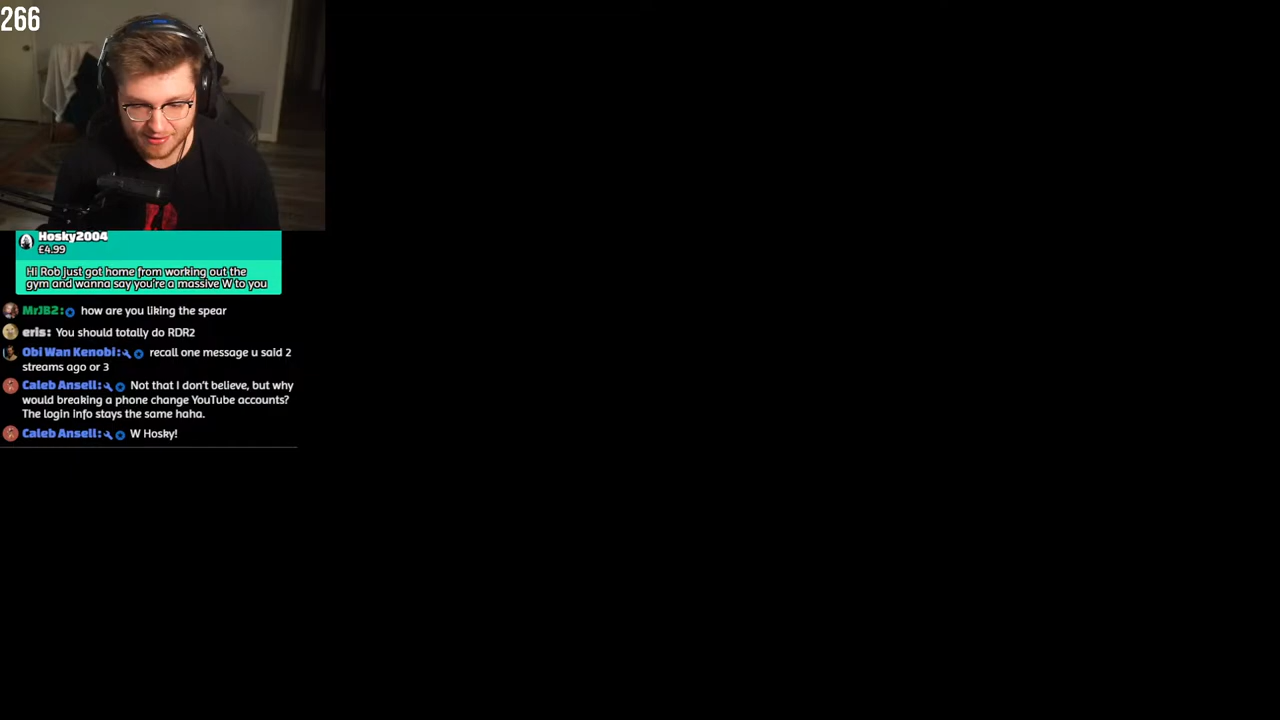 266
Hosky2004
£4.99
Hi Rob just got home from working out the
gym and wanna say you're a massive W to you
MrJB2: how are you liking the spear
eris: You should totally do RDR2
Obi Wan Kenobi: recall one message u said 2
streams ago or 3
Caleb Ansell: Not that I don't believe, but why
would breaking a phone change YouTube accounts?
The login info stays the same haha.
Caleb Ansell: W Hosky!